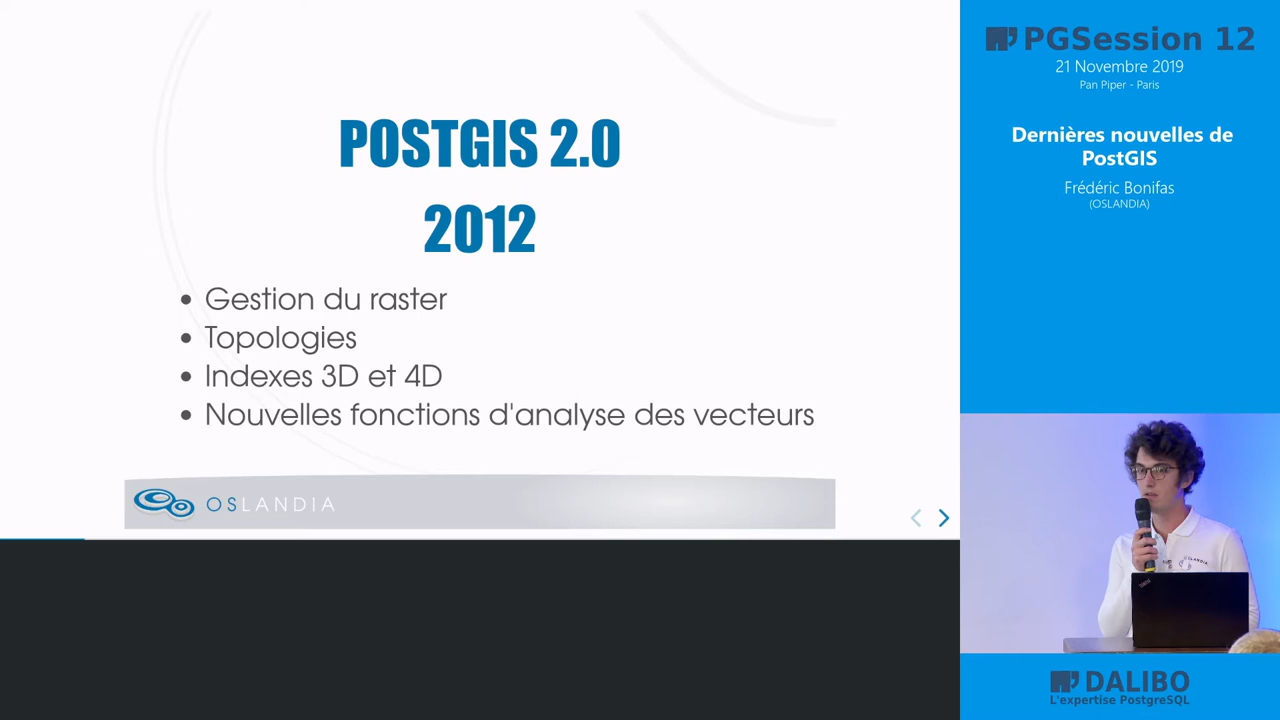 POSTGIS 2.0
2012
Gestion du raster
Topologies
Indexes 3D et 4D
Nouvelles fonctions d'analyse des vecteurs
OSLANDIA
PGSession 12
21 Novembre 2019
Pan Piper - Paris
Dernières nouvelles de
PostGIS
Frédéric Bonifas
(OSLANDIA)
DALIBO
L'expertise PostgreSQL